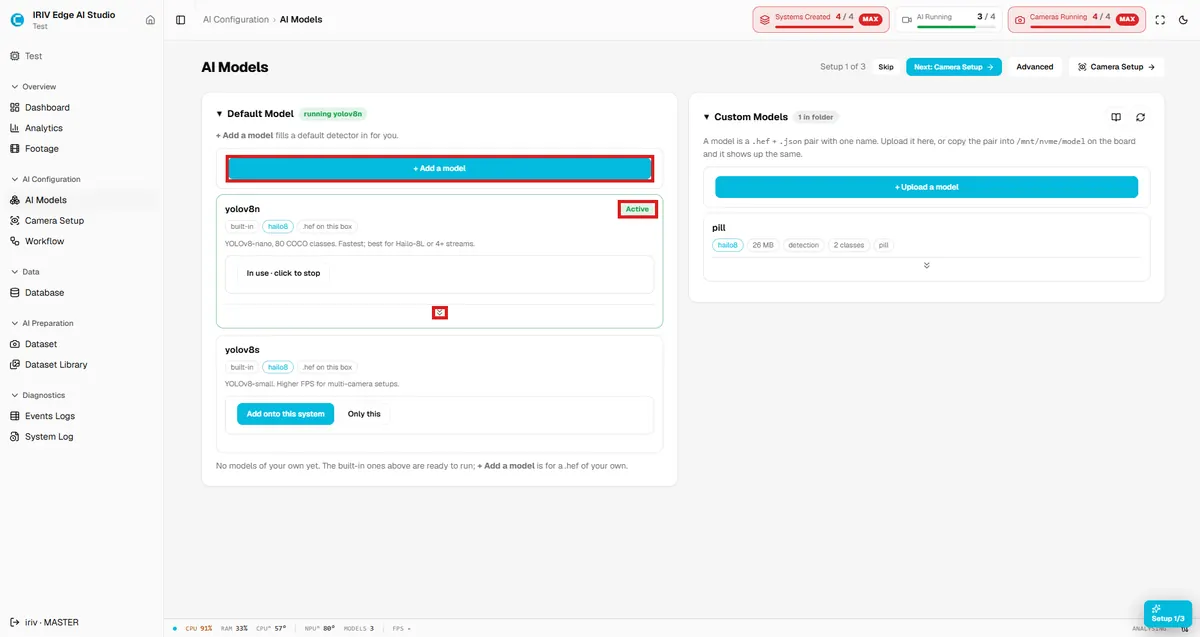 IRIV Edge AI Studio
Test
Test
Overview
Dashboard
Analytics
Footage
AI Configuration
AI Models
Camera Setup
Workflow
Data
Database
AI Preparation
Dataset
Dataset Library
Diagnostics
Events Logs
System Log
iriv · MASTER
AI Configuration › AI Models
Systems Created 4 / 4 MAX
AI Running 3 / 4
Cameras Running 4 / 4 MAX
AI Models
Setup 1 of 3 Skip Next: Camera Setup → Advanced Camera Setup →
▼ Default Model running yolov8n
+ Add a model fills a default detector in for you.
+ Add a model
yolov8n Active
built-in hailo8 .hef on this box
YOLOv8-nano, 80 COCO classes. Fastest; best for Hailo-8L or 4+ streams.
In use · click to stop
yolov8s
built-in hailo8 .hef on this box
YOLOv8-small. Higher FPS for multi-camera setups.
Add onto this system Only this
No models of your own yet. The built-in ones above are ready to run; + Add a model is for a .hef of your own.
▼ Custom Models 1 in folder
A model is a .hef + .json pair with one name. Upload it here, or copy the pair into /mnt/nvme/model on the board
and it shows up the same.
+ Upload a model
pill
hailo8 26 MB detection 2 classes pill
CPU 91% RAM 33% CPU° 57° NPU° 80° MODELS 3 FPS -
Setup 1/3